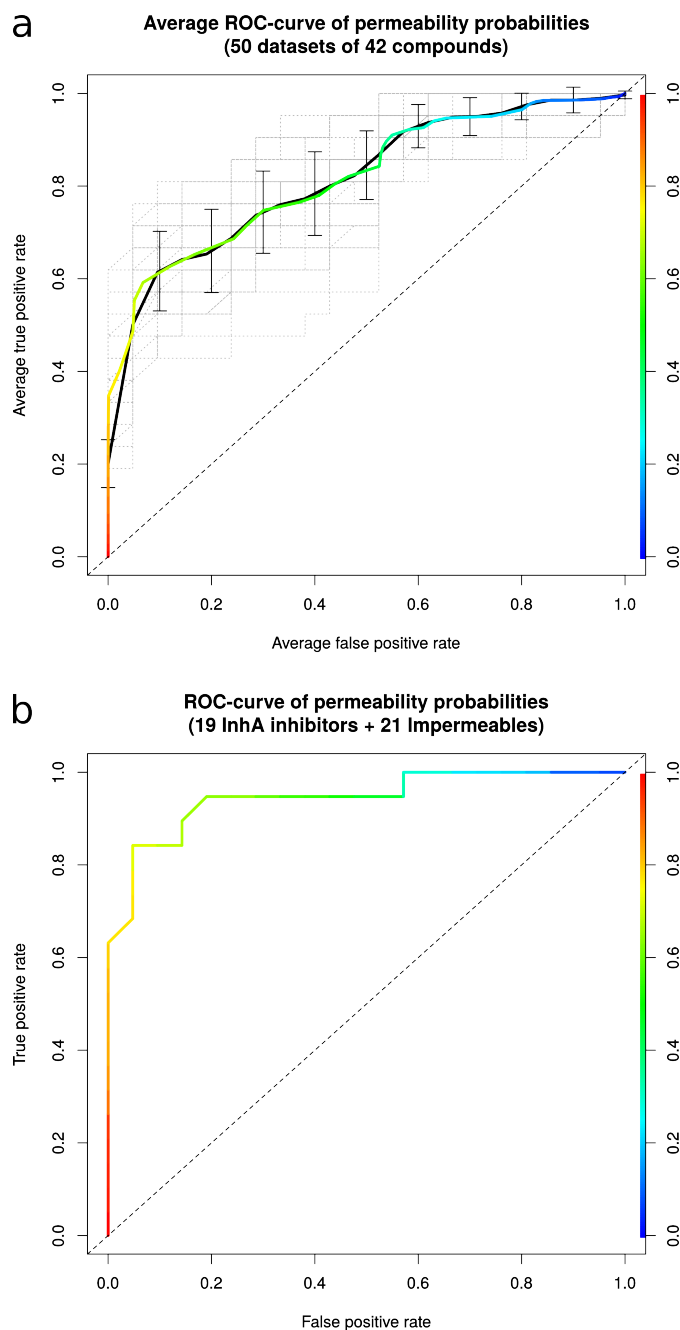 a
Average ROC-curve of permeability probabilities
(50 datasets of 42 compounds)
Average true positive rate
0.0 0.2 0.4 0.6 0.8 1.0
0.0 0.2 0.4 0.6 0.8 1.0
0.0 0.2 0.4 0.6 0.8 1.0
Average false positive rate
b
ROC-curve of permeability probabilities
(19 InhA inhibitors + 21 Impermeables)
True positive rate
0.0 0.2 0.4 0.6 0.8 1.0
0.0 0.2 0.4 0.6 0.8 1.0
0.0 0.2 0.4 0.6 0.8 1.0
False positive rate